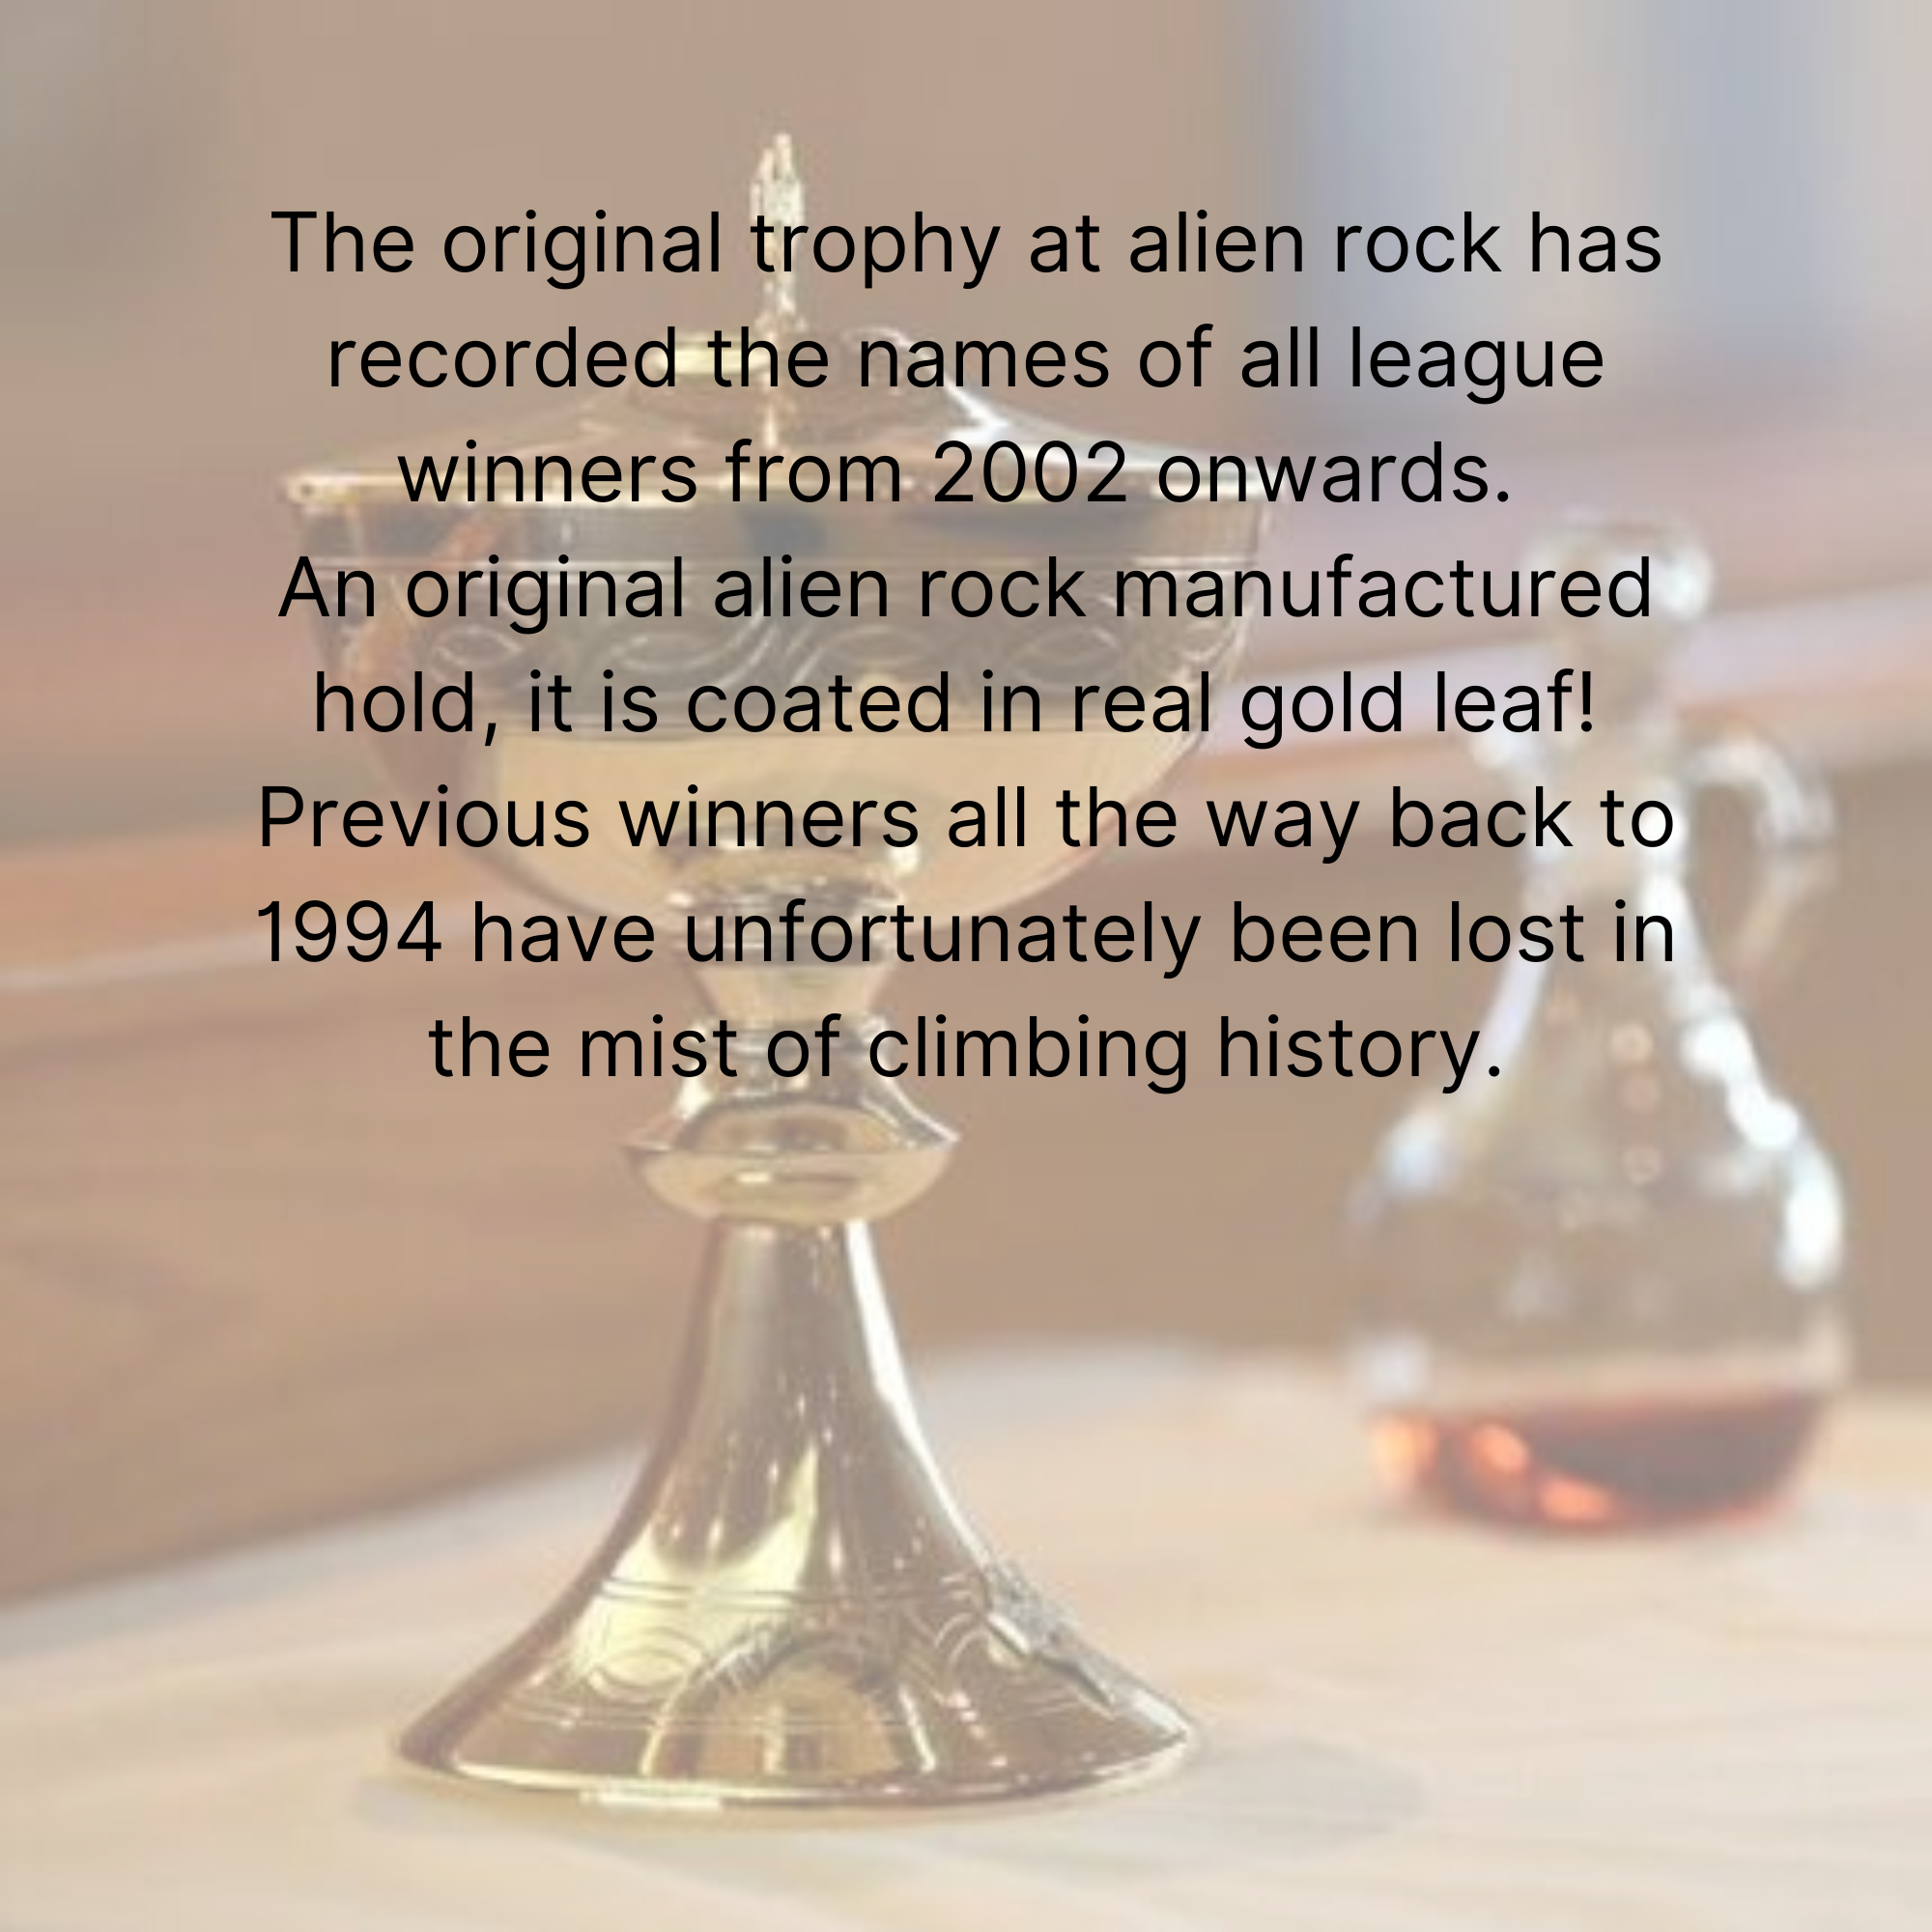 The original trophy at alien rock has
recorded the names of all league
winners from 2002 onwards.
An original alien rock manufactured
hold, it is coated in real gold leaf!
Previous winners all the way back to
1994 have unfortunately been lost in
the mist of climbing history.